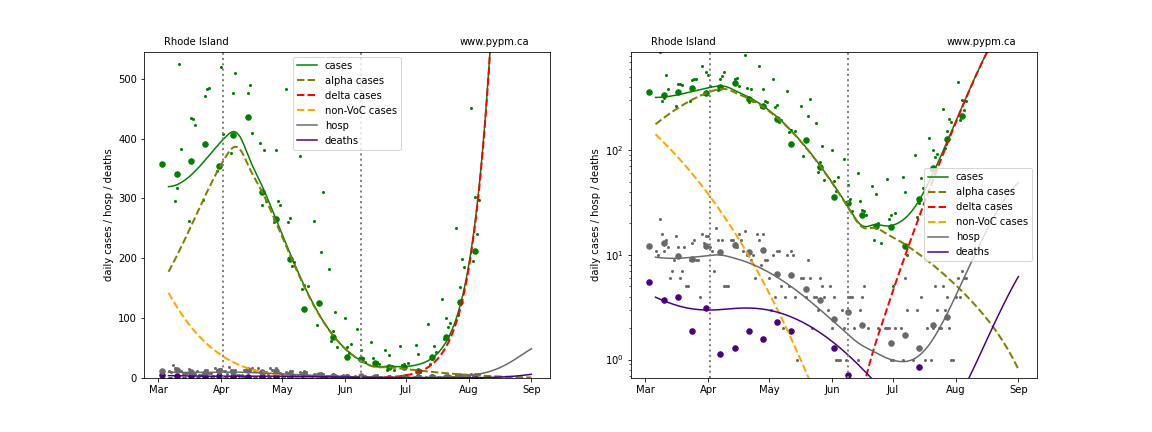 Rhode Island www.pypm.ca
daily cases / hosp / deaths
500
400
300
200
100
0
cases
alpha cases
delta cases
non-VoC cases
hosp
deaths
Mar Apr May Jun Jul Aug Sep
Rhode Island www.pypm.ca
daily cases / hosp / deaths
10²
10¹
10⁰
cases
alpha cases
delta cases
non-VoC cases
hosp
deaths
Mar Apr May Jun Jul Aug Sep